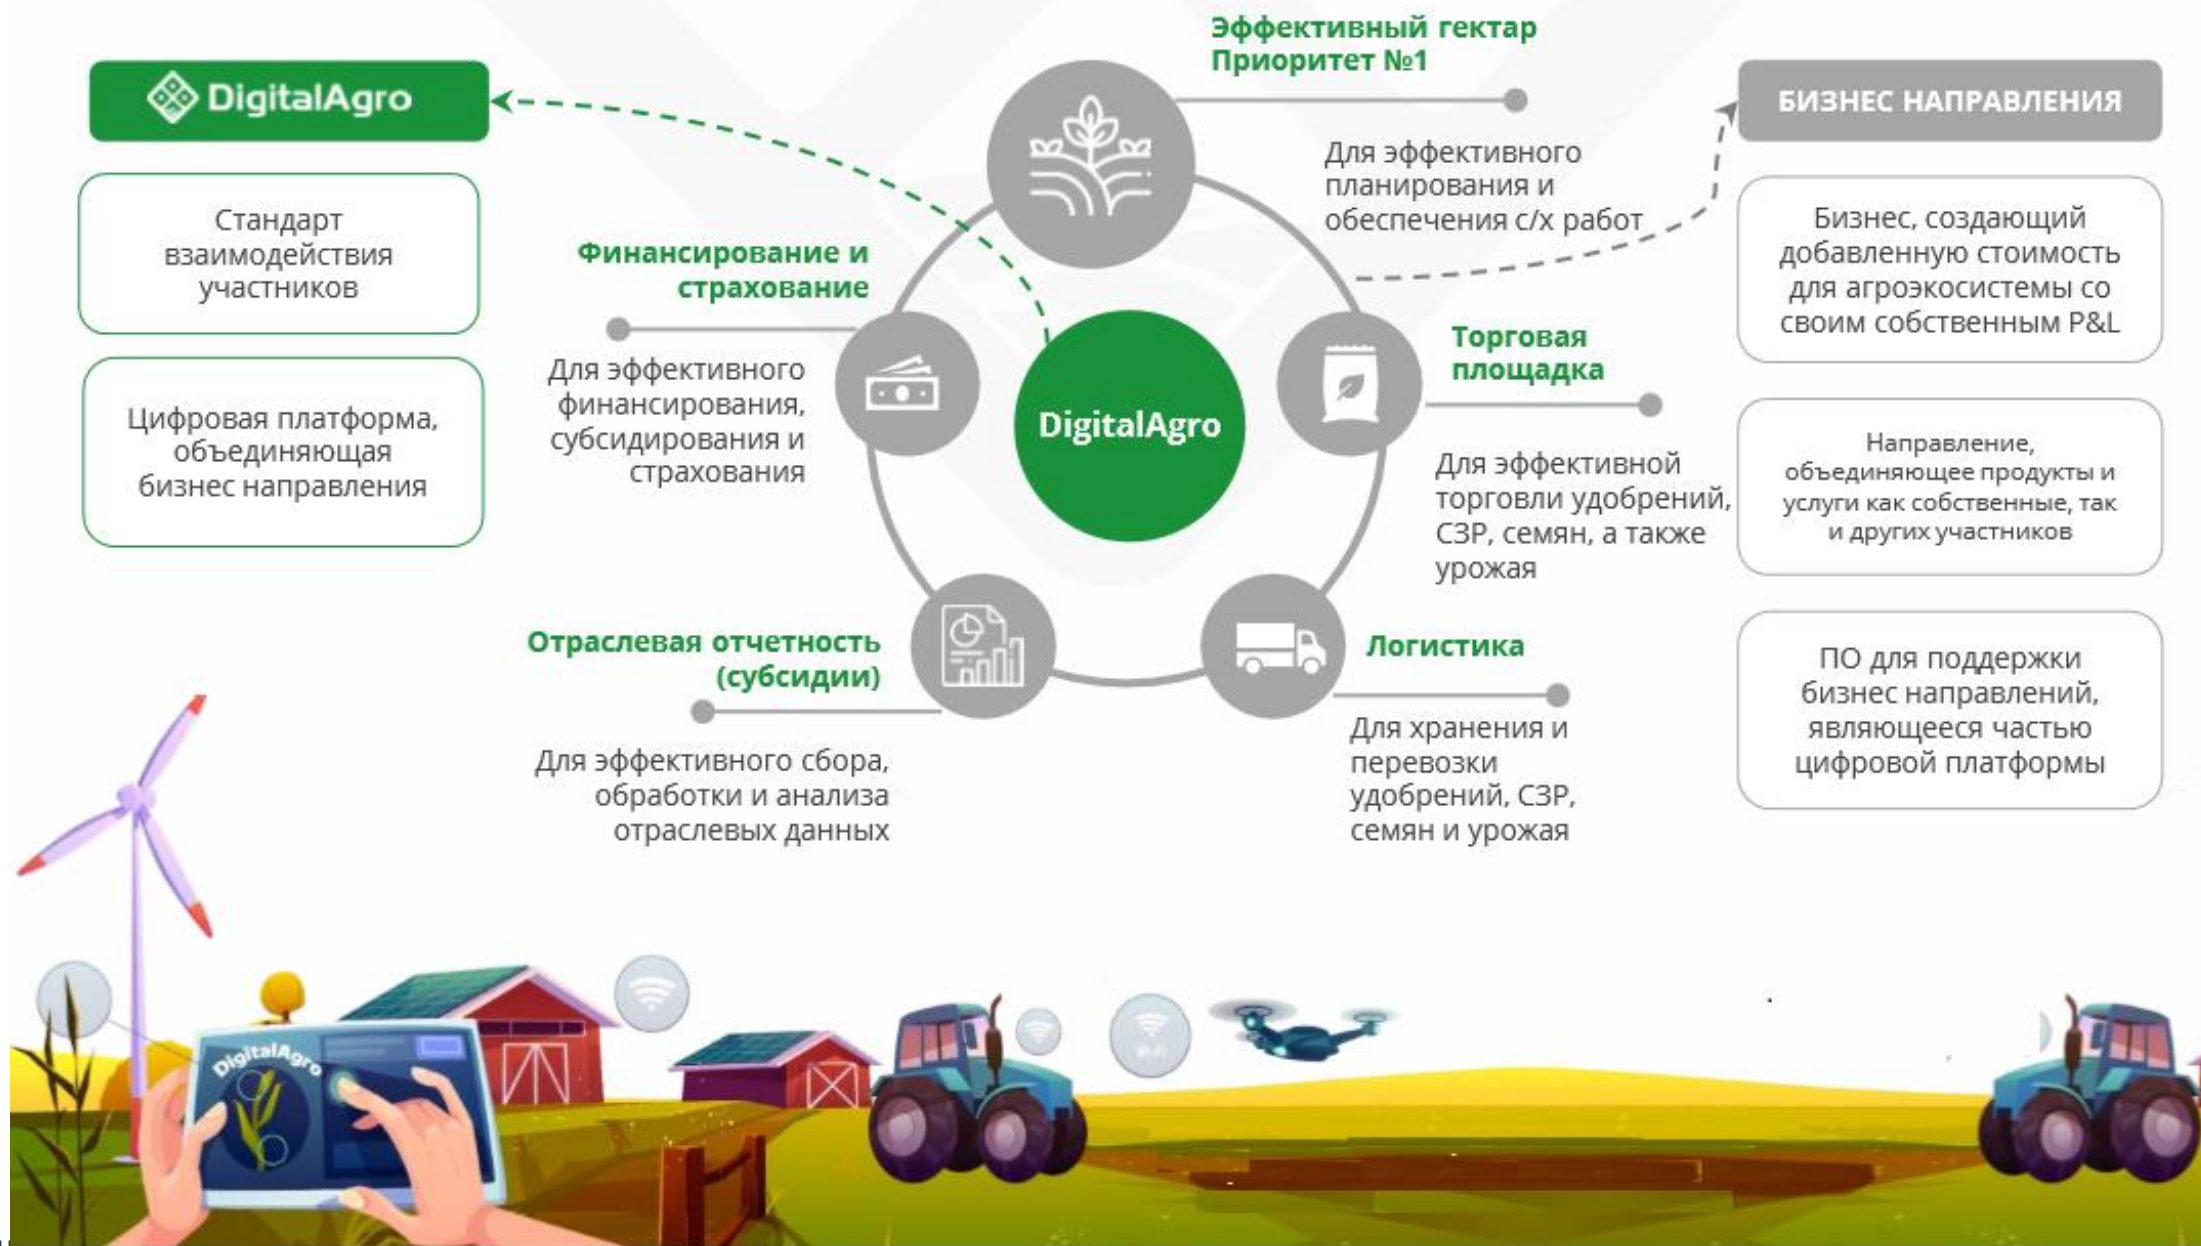 DigitalAgro
Стандарт
взаимодействия
участников
Цифровая платформа,
объединяющая
бизнес направления
Эффективный гектар
Приоритет №1
Для эффективного
планирования и
обеспечения с/х работ
Финансирование и
страхование
Для эффективного
финансирования,
субсидирования и
страхования
DigitalAgro
Торговая
площадка
Для эффективной
торговли удобрений,
СЗР, семян, а также
урожая
Отраслевая отчетность
(субсидии)
Для эффективного сбора,
обработки и анализа
отраслевых данных
Логистика
Для хранения и
перевозки
удобрений, СЗР,
семян и урожая
БИЗНЕС НАПРАВЛЕНИЯ
Бизнес, создающий
добавленную стоимость
для агроэкосистемы со
своим собственным P&L
Направление,
объединяющее продукты и
услуги как собственные, так
и других участников
ПО для поддержки
бизнес направлений,
являющееся частью
цифровой платформы
DigitalAgro